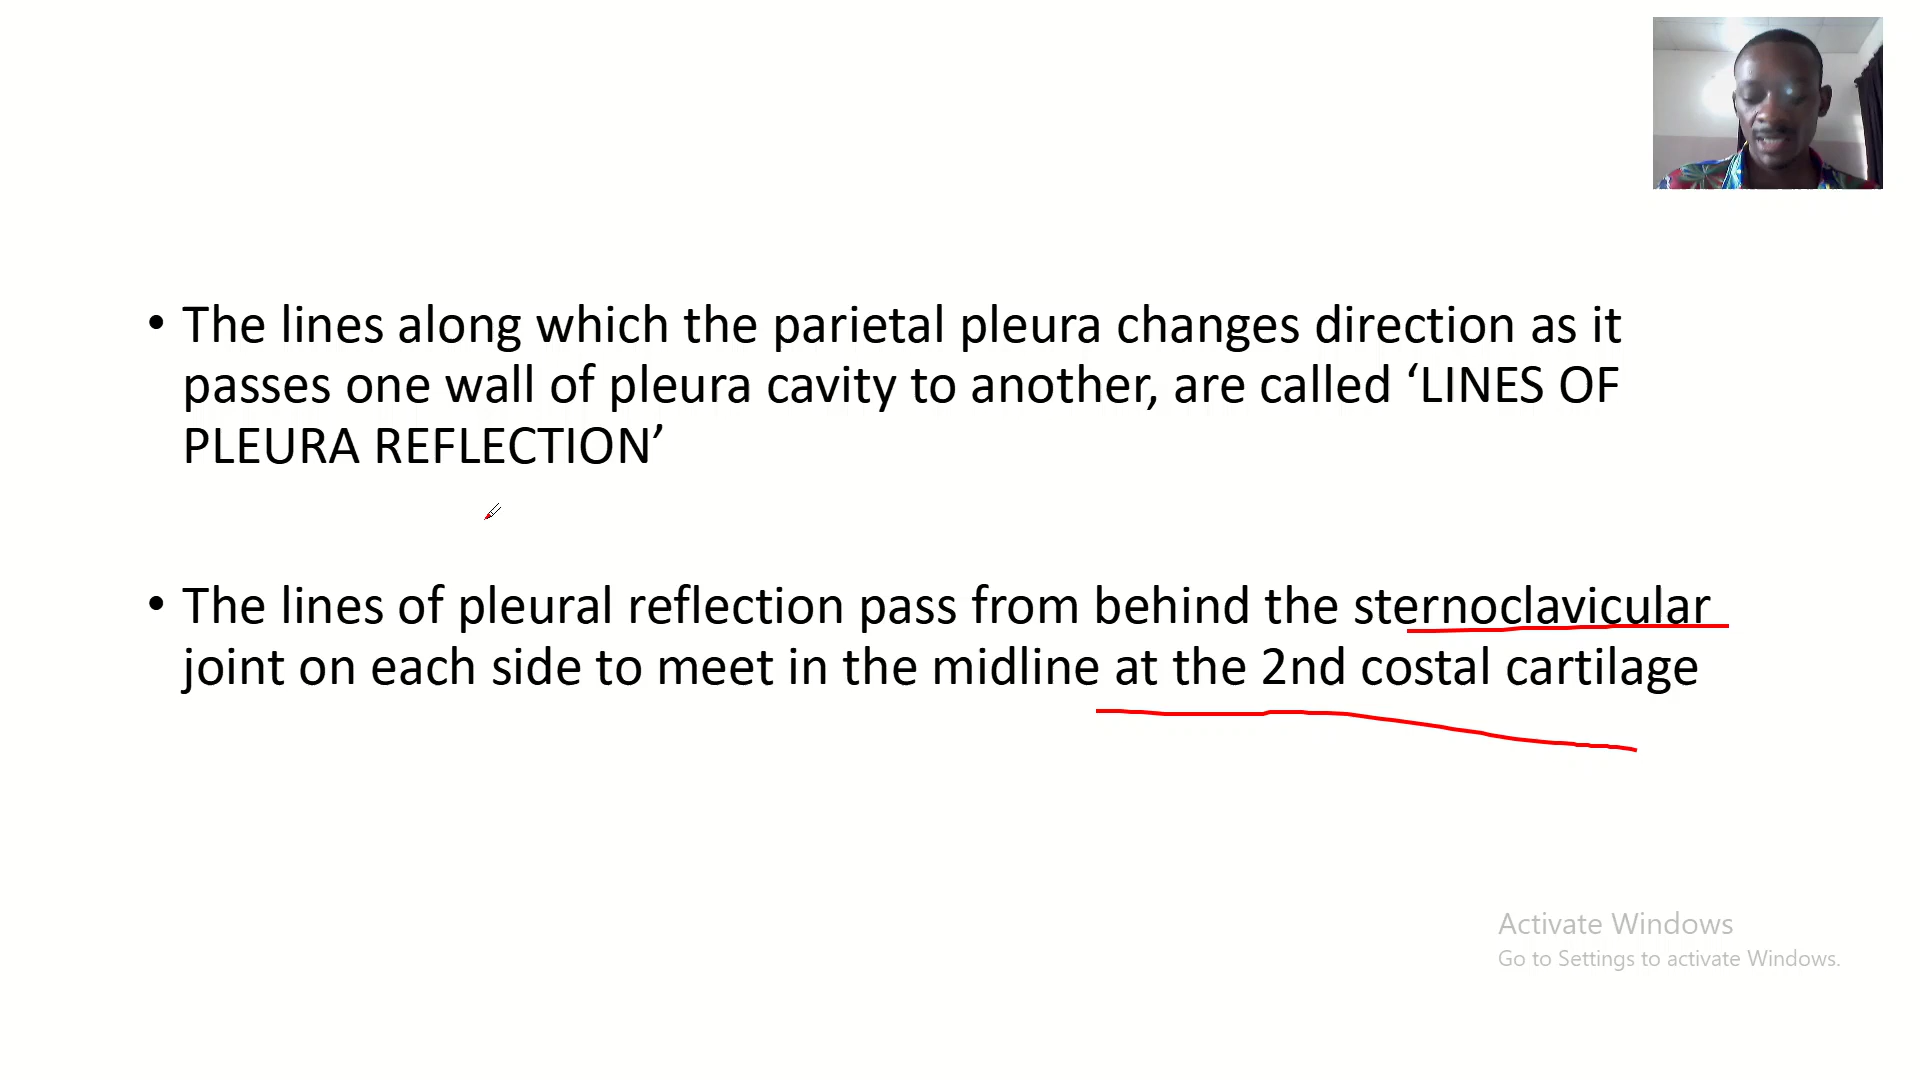 • The lines along which the parietal pleura changes direction as it
passes one wall of pleura cavity to another, are called ‘LINES OF
PLEURA REFLECTION’
• The lines of pleural reflection pass from behind the sternoclavicular
joint on each side to meet in the midline at the 2nd costal cartilage
Activate Windows
Go to Settings to activate Windows.